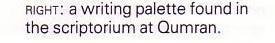 RIGHT: a writing palette found in
the scriptorium at Qumran.